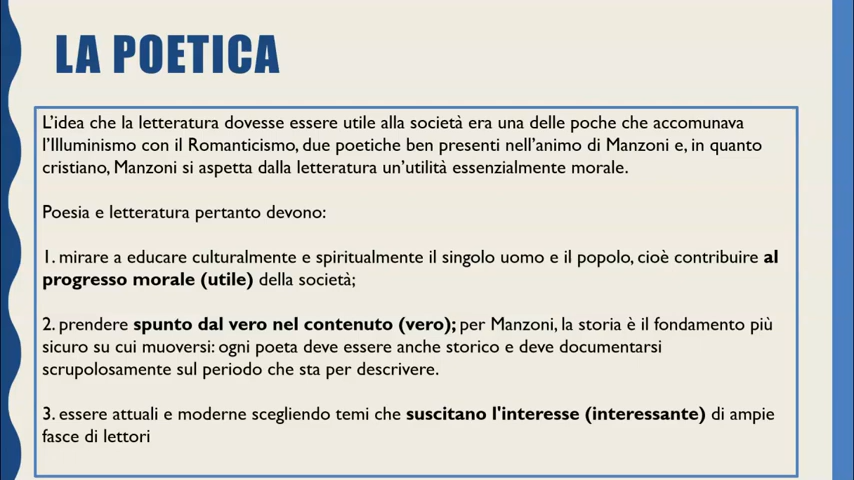 LA POETICA
L'idea che la letteratura dovesse essere utile alla società era una delle poche che accomunava
l'Illuminismo con il Romanticismo, due poetiche ben presenti nell'animo di Manzoni e, in quanto
cristiano, Manzoni si aspetta dalla letteratura un'utilità essenzialmente morale.
Poesia e letteratura pertanto devono:
1. mirare a educare culturalmente e spiritualmente il singolo uomo e il popolo, cioè contribuire al
progresso morale (utile) della società;
2. prendere spunto dal vero nel contenuto (vero); per Manzoni, la storia è il fondamento più
sicuro su cui muoversi: ogni poeta deve essere anche storico e deve documentarsi
scrupolosamente sul periodo che sta per descrivere.
3. essere attuali e moderne scegliendo temi che suscitano l'interesse (interessante) di ampie
fasce di lettori